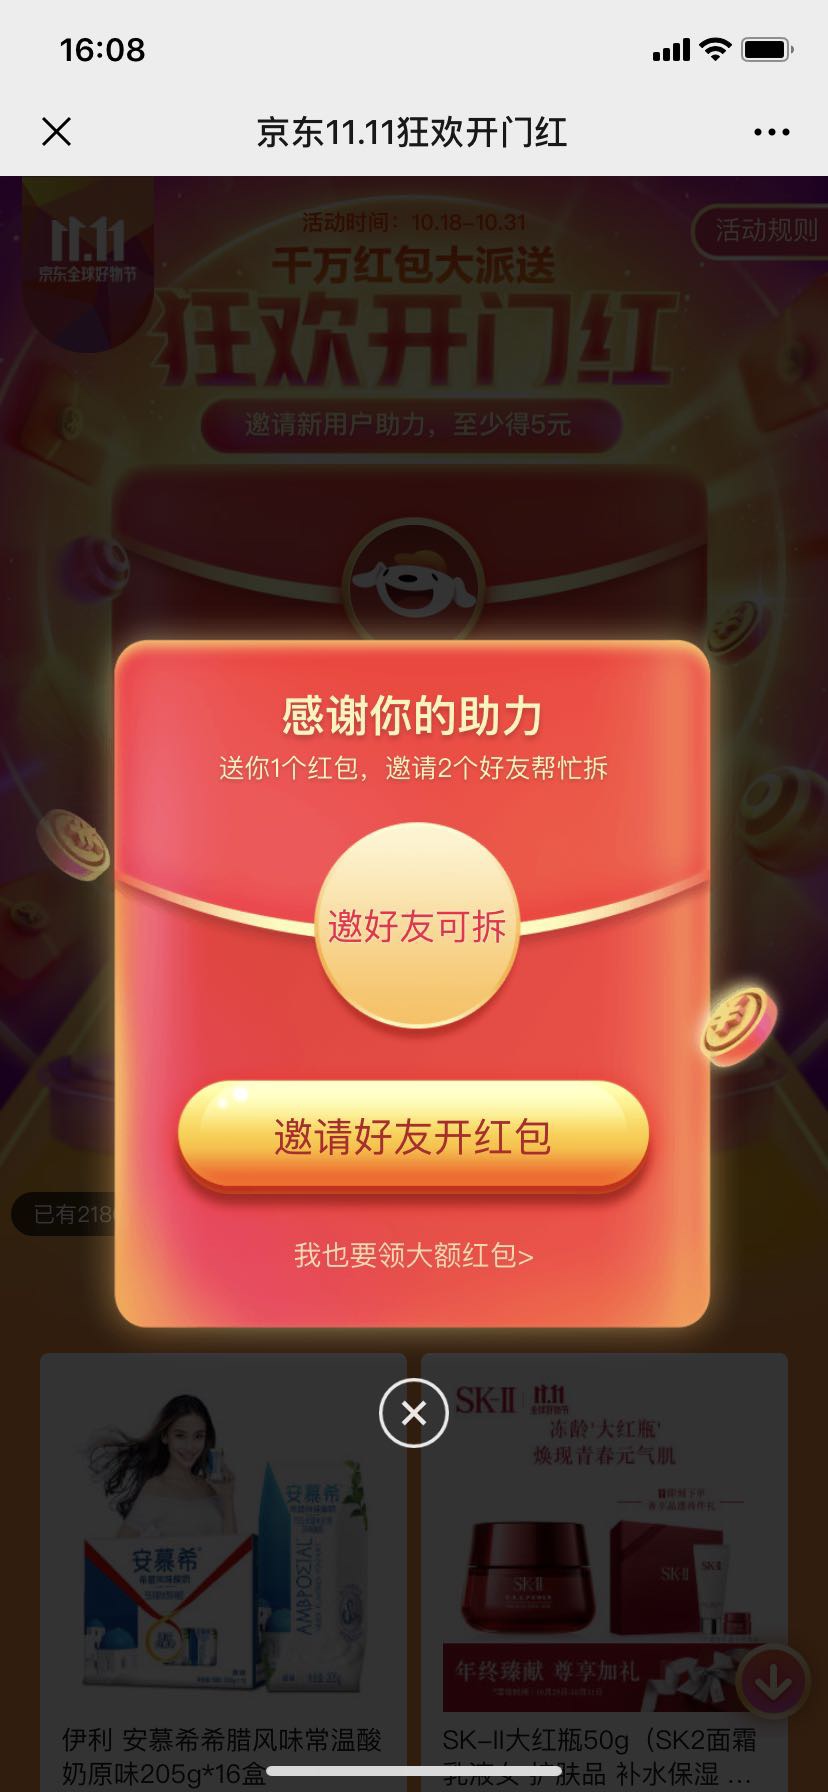 16:08
京东11.11狂欢开门红
11.11
京东全球好物节
活动时间：10.18-10.31
活动规则
千万红包大派送
狂欢开门红
邀请新用户助力，至少得5元
感谢你的助力
送你1个红包，邀请2个好友帮忙拆
邀好友可拆
邀请好友开红包
已有218
我也要领大额红包>
安慕希
安慕希
AMBROSIAL
伊利 安慕希希腊风味常温酸
奶原味205g*16盒
SK-II 11.11
全球好物节
冻龄'大红瓶'
焕现青春元气肌
SK-II
SK-II
SK-II
年终臻献 尊享加礼
SK-II大红瓶50g（SK2面霜
乳液女 护肤品 补水保湿 ...